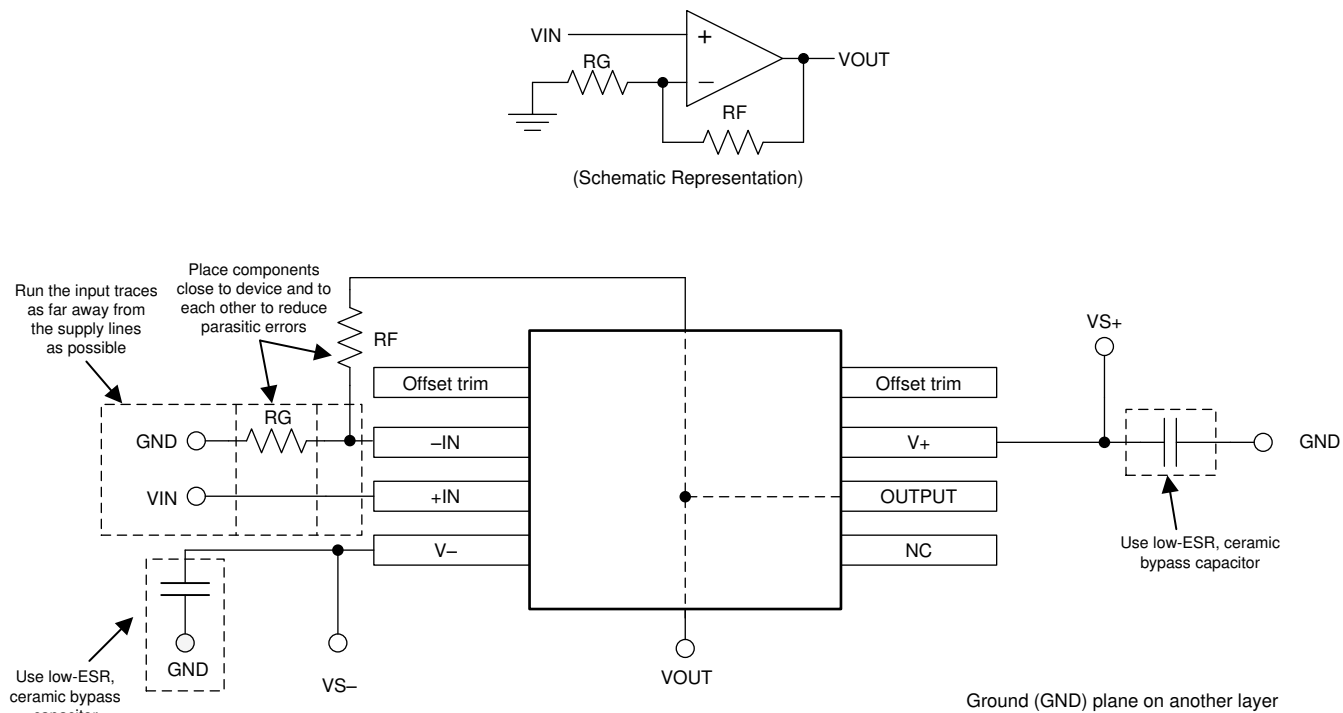 VIN
+
RG
−
VOUT
RF
(Schematic Representation)
Run the input traces
as far away from
the supply lines
as possible
Place components
close to device and to
each other to reduce
parasitic errors
RF
VS+
Offset trim
Offset trim
RG
GND
–IN
V+
GND
VIN
+IN
OUTPUT
V–
NC
Use low-ESR, ceramic
bypass capacitor
GND
VS–
VOUT
Use low-ESR,
ceramic bypass
Ground (GND) plane on another layer